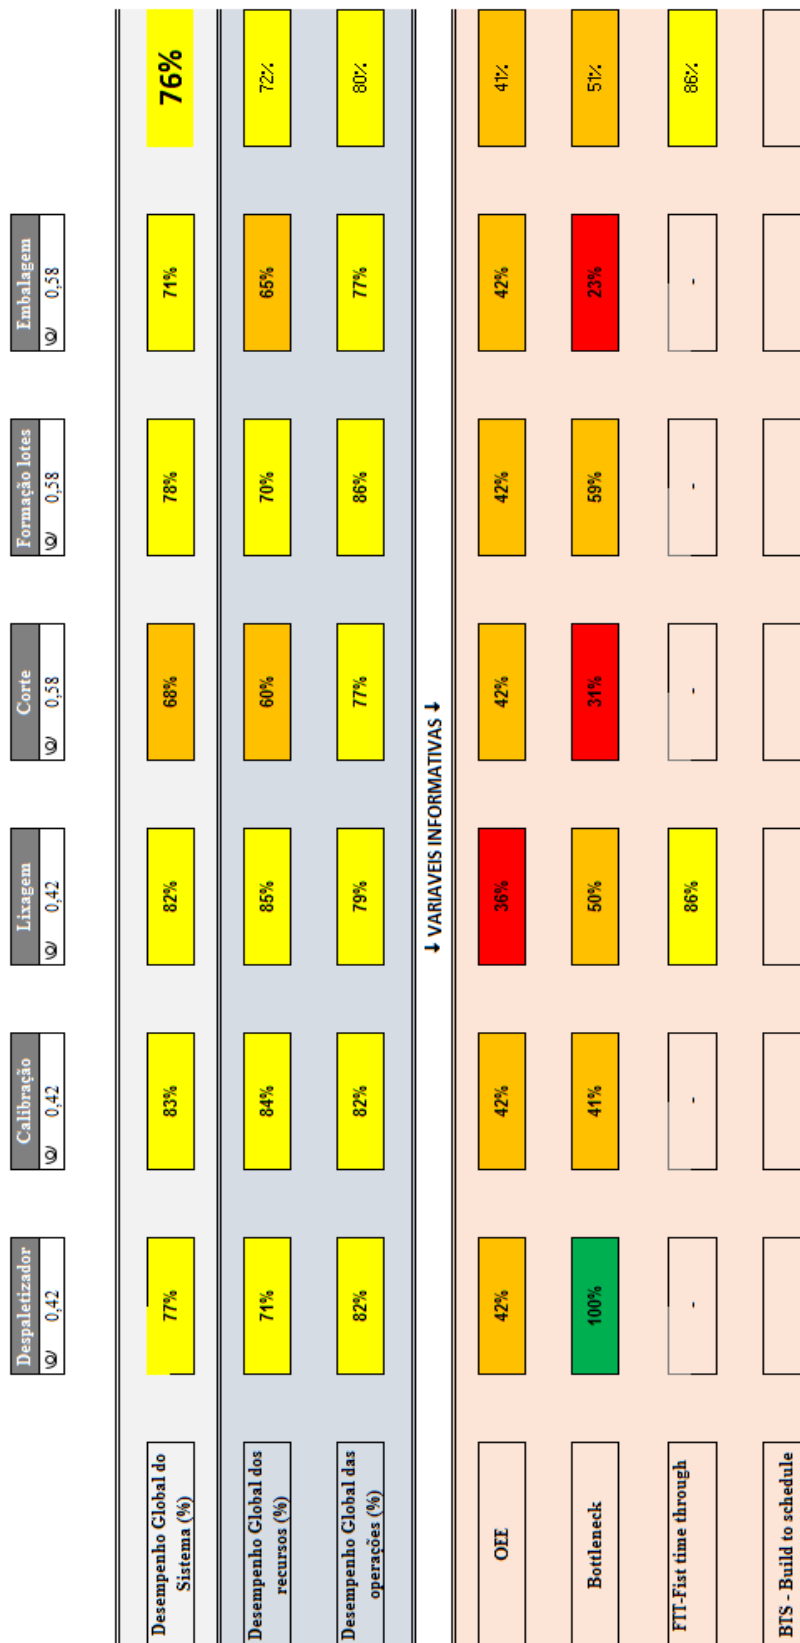 Despaletizador
0,42
Calibração
0,42
Lixagem
0,42
Corte
0,58
Formação lotes
0,58
Embalagem
0,58
Desempenho Global do
Sistema (%)
77%
83%
82%
68%
78%
71%
76%
Desempenho Global dos
recursos (%)
71%
84%
85%
60%
70%
65%
72%
Desempenho Global das
operações (%)
82%
82%
79%
77%
86%
77%
80%
↓ VARIAVEIS INFORMATIVAS ↓
OEE
42%
42%
36%
42%
42%
42%
41%
Bottleneck
100%
41%
50%
31%
59%
23%
51%
FTT-Fist time through
-
-
86%
-
-
-
86%
BTS - Build to schedule